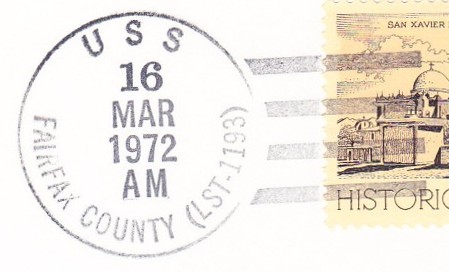 USS
16
MAR
1972
AM
FAIRFAX COUNTY (LST-1193)
SAN XAVIER
HISTORIC